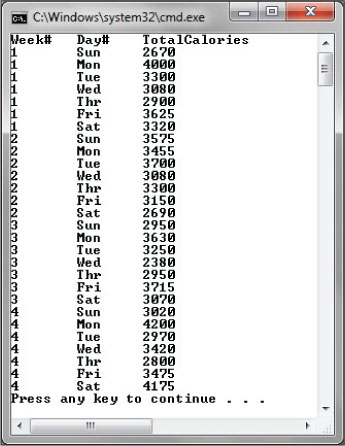 C:\Windows\system32\cmd.exe
Week# Day# TotalCalories
1 Sun 2670
1 Mon 4000
1 Tue 3300
1 Wed 3080
1 Thr 2900
1 Fri 3625
1 Sat 3320
2 Sun 3575
2 Mon 3455
2 Tue 3700
2 Wed 3080
2 Thr 3300
2 Fri 3150
2 Sat 2690
3 Sun 2950
3 Mon 3630
3 Tue 3250
3 Wed 2380
3 Thr 2950
3 Fri 3715
3 Sat 3070
4 Sun 3020
4 Mon 4200
4 Tue 2970
4 Wed 3420
4 Thr 2800
4 Fri 3475
4 Sat 4175
Press any key to continue . . .